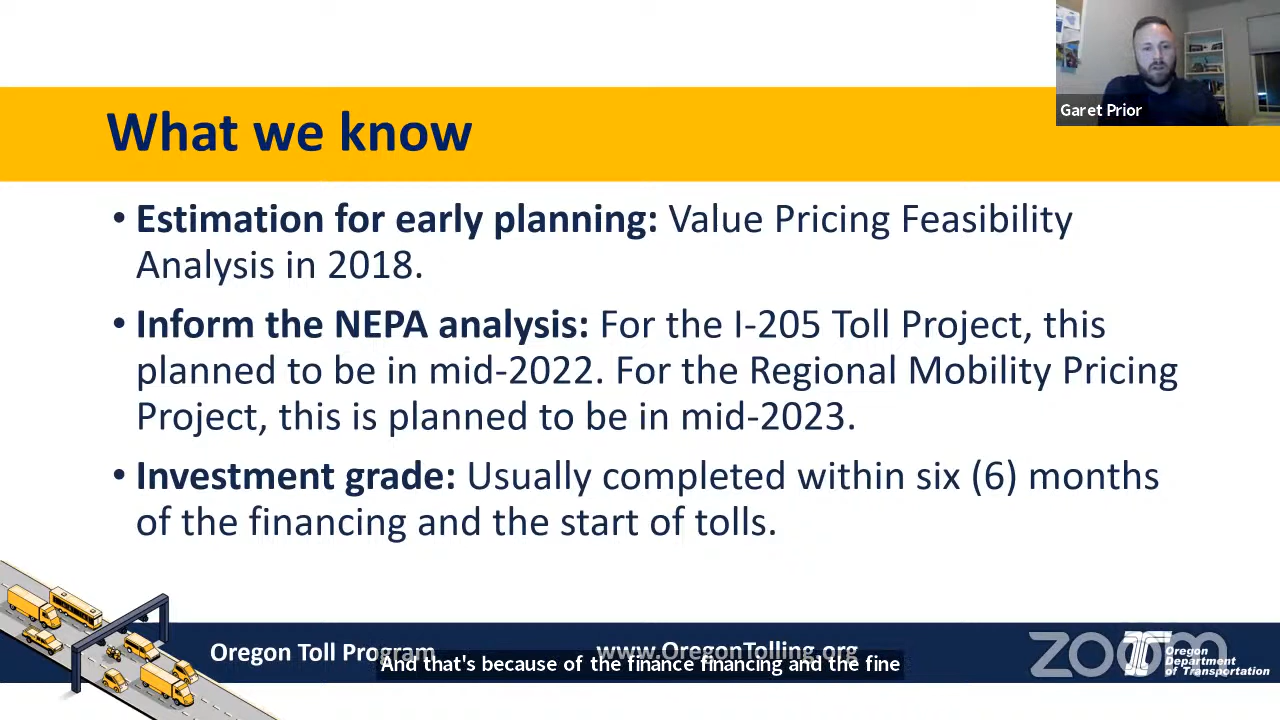 Garet Prior
What we know
• Estimation for early planning: Value Pricing Feasibility
Analysis in 2018.
• Inform the NEPA analysis: For the I-205 Toll Project, this
planned to be in mid-2022. For the Regional Mobility Pricing
Project, this is planned to be in mid-2023.
• Investment grade: Usually completed within six (6) months
of the financing and the start of tolls.
Oregon Toll Program
www.OregonTolling.org
And that's because of the finance financing and the fine
zoom
Oregon
Department
of Transportation